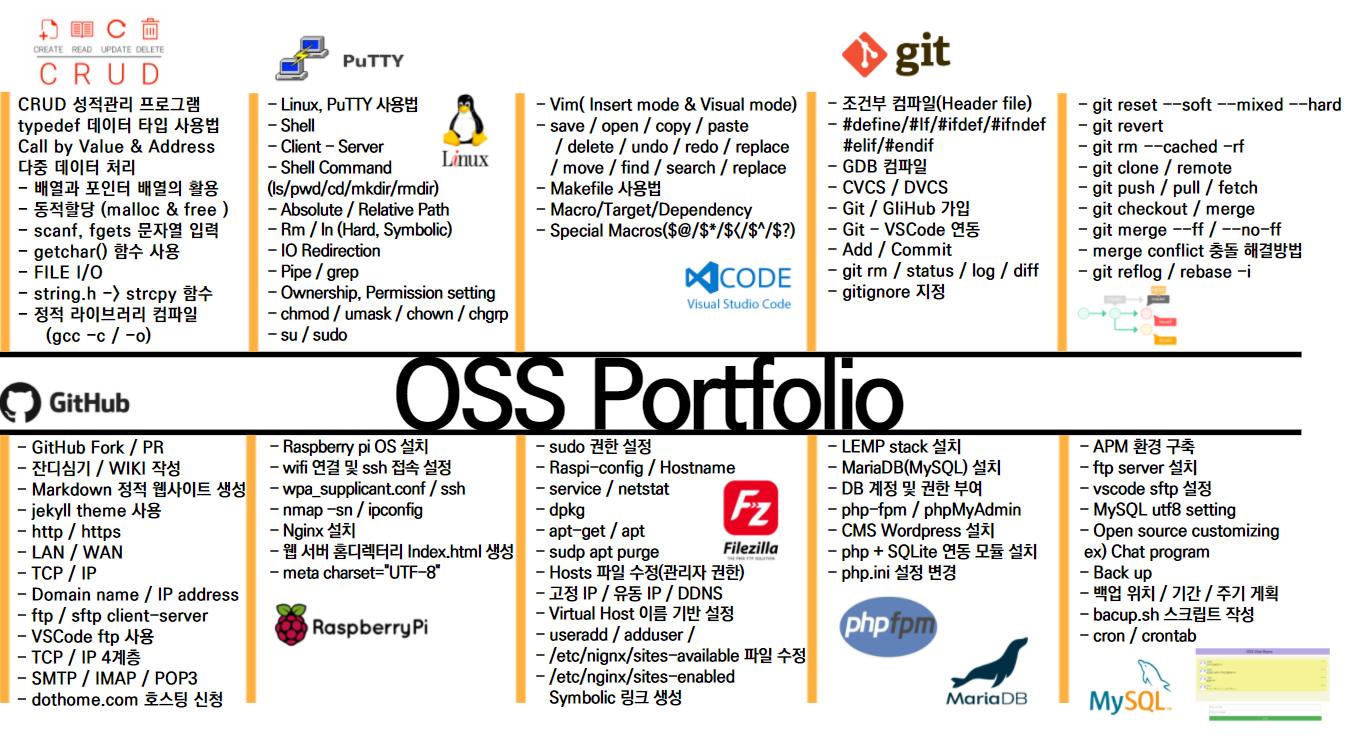 CREATE READ UPDATE DELETE
CRUD
CRUD 성적관리 프로그램
typedef 데이터 타입 사용법
Call by Value & Address
다중 데이터 처리
- 배열과 포인터 배열의 활용
- 동적할당 (malloc & free )
- scanf, fgets 문자열 입력
- getchar() 함수 사용
- FILE I/O
- string.h -> strcpy 함수
- 정적 라이브러리 컴파일
(gcc -c / -o)
PuTTY
- Linux, PuTTY 사용법
- Shell
- Client - Server
- Shell Command
(ls/pwd/cd/mkdir/rmdir)
- Absolute / Relative Path
- Rm / ln (Hard, Symbolic)
- IO Redirection
- Pipe / grep
- Ownership, Permission setting
- chmod / umask / chown / chgrp
- su / sudo
Linux
- Vim( Insert mode & Visual mode)
- save / open / copy / paste
/ delete / undo / redo / replace
/ move / find / search / replace
- Makefile 사용법
- Macro/Target/Dependency
- Special Macros($@/$*/$</$^/$?)
CODE
Visual Studio Code
git
- 조건부 컴파일(Header file)
- #define/#If/#ifdef/#ifndef
#elif/#endif
- GDB 컴파일
- CVCS / DVCS
- Git / GliHub 가입
- Git - VSCode 연동
- Add / Commit
- git rm / status / log / diff
- gitignore 지정
- git reset --soft --mixed --hard
- git revert
- git rm --cached -rf
- git clone / remote
- git push / pull / fetch
- git checkout / merge
- git merge --ff / --no-ff
- merge conflict 충돌 해결방법
- git reflog / rebase -i
OSS Portfolio
GitHub
- GitHub Fork / PR
- 잔디심기 / WIKI 작성
- Markdown 정적 웹사이트 생성
- jekyll theme 사용
- http / https
- LAN / WAN
- TCP / IP
- Domain name / IP address
- ftp / sftp client-server
- VSCode ftp 사용
- TCP / IP 4계층
- SMTP / IMAP / POP3
- dothome.com 호스팅 신청
- Raspberry pi OS 설치
- wifi 연결 및 ssh 접속 설정
- wpa_supplicant.conf / ssh
- nmap -sn / ipconfig
- Nginx 설치
- 웹 서버 홈디렉터리 Index.html 생성
- meta charset="UTF-8"
RaspberryPi
- sudo 권한 설정
- Raspi-config / Hostname
- service / netstat
- dpkg
- apt-get / apt
- sudp apt purge
- Hosts 파일 수정(관리자 권한)
- 고정 IP / 유동 IP / DDNS
- Virtual Host 이름 기반 설정
- useradd / adduser /
- /etc/nignx/sites-available 파일 수정
- /etc/nginx/sites-enabled
Symbolic 링크 생성
Fz
Filezilla
THE FREE FTP SOLUTION
- LEMP stack 설치
- MariaDB(MySQL) 설치
- DB 계정 및 권한 부여
- php-fpm / phpMyAdmin
- CMS Wordpress 설치
- php + SQLite 연동 모듈 설치
- php.ini 설정 변경
phpfpm
MariaDB
- APM 환경 구축
- ftp server 설치
- vscode sftp 설정
- MySQL utf8 setting
- Open source customizing
ex) Chat program
- Back up
- 백업 위치 / 기간 / 주기 게획
- bacup.sh 스크립트 작성
- cron / crontab
MySQL